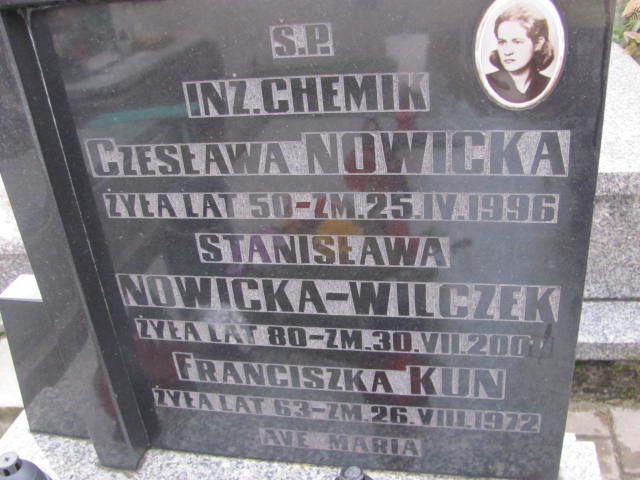 Ś.P.
INŻ.CHEMIK
CZESŁAWA NOWICKA
ŻYŁA LAT 50-ZM.25.IV.1996
STANISŁAWA
NOWICKA-WILCZEK
ŻYŁA LAT 80-ZM.30.VII.2001
FRANCISZKA KUN
ŻYŁA LAT 63-ZM.26.VIII.1972
AVE MARIA